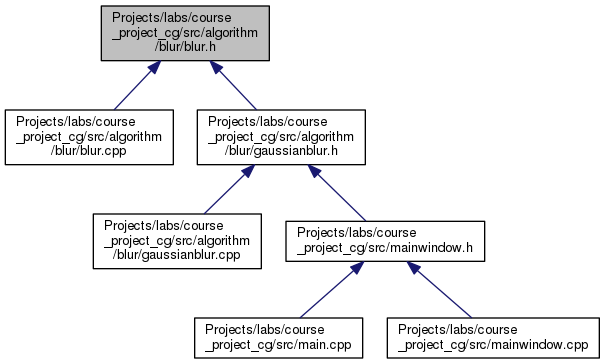 Projects/labs/course
_project_cg/src/algorithm
/blur/blur.h
Projects/labs/course
_project_cg/src/algorithm
/blur/blur.cpp
Projects/labs/course
_project_cg/src/algorithm
/blur/gaussianblur.h
Projects/labs/course
_project_cg/src/algorithm
/blur/gaussianblur.cpp
Projects/labs/course
_project_cg/src/mainwindow.h
Projects/labs/course
_project_cg/src/main.cpp
Projects/labs/course
_project_cg/src/mainwindow.cpp